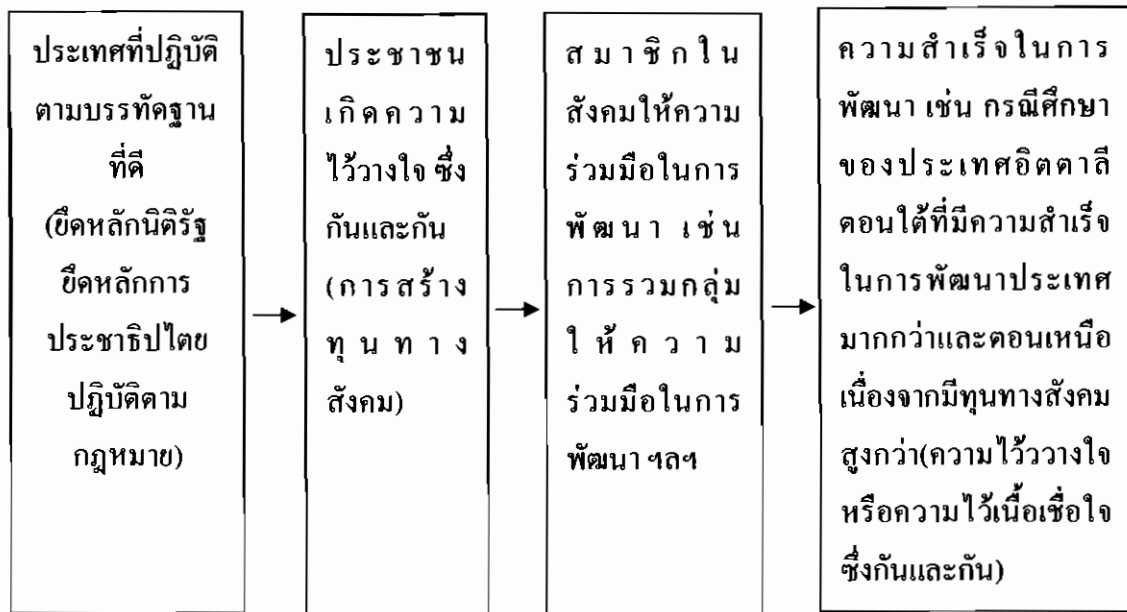 ประเทศที่ปฏิบัติ
ตามบรรทัดฐาน
ที่ดี
(ยึดหลักนิติรัฐ
ยึดหลักการ
ประชาธิปไตย
ปฏิบัติตาม
กฎหมาย)
ประชาชน
เกิดความ
ไว้วางใจ ซึ่ง
กันและกัน
(การสร้าง
ทุนทาง
สังคม)
สมาชิกใน
สังคมให้ความ
ร่วมมือในการ
พัฒนา เช่น
การรวมกลุ่ม
ให้ความ
ร่วมมือในการ
พัฒนา ฯลฯ
ความสำเร็จในการ
พัฒนา เช่น กรณีศึกษา
ของประเทศอิตตาลี
ตอนใต้ที่มีความสำเร็จ
ในการพัฒนาประเทศ
มากกว่าและตอนเหนือ
เนื่องจากมีทุนทางสังคม
สูงกว่า(ความไว้ววางใจ
หรือความไว้เนื้อเชื่อใจ
ซึ่งกันและกัน)